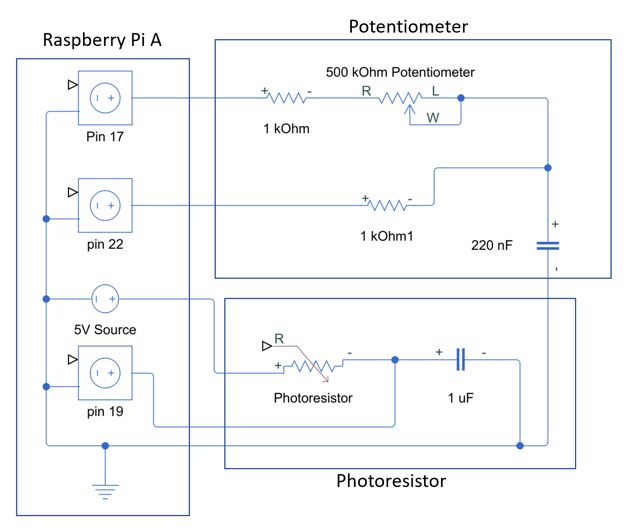 Potentiometer
Raspberry Pi A
500 kOhm Potentiometer
+ - R L
W
Pin 17
1 kOhm
+ -
pin 22
1 kOhm1
+
220 nF
-
5V Source
R
+ - + -
Photoresistor
1 uF
pin 19
Photoresistor